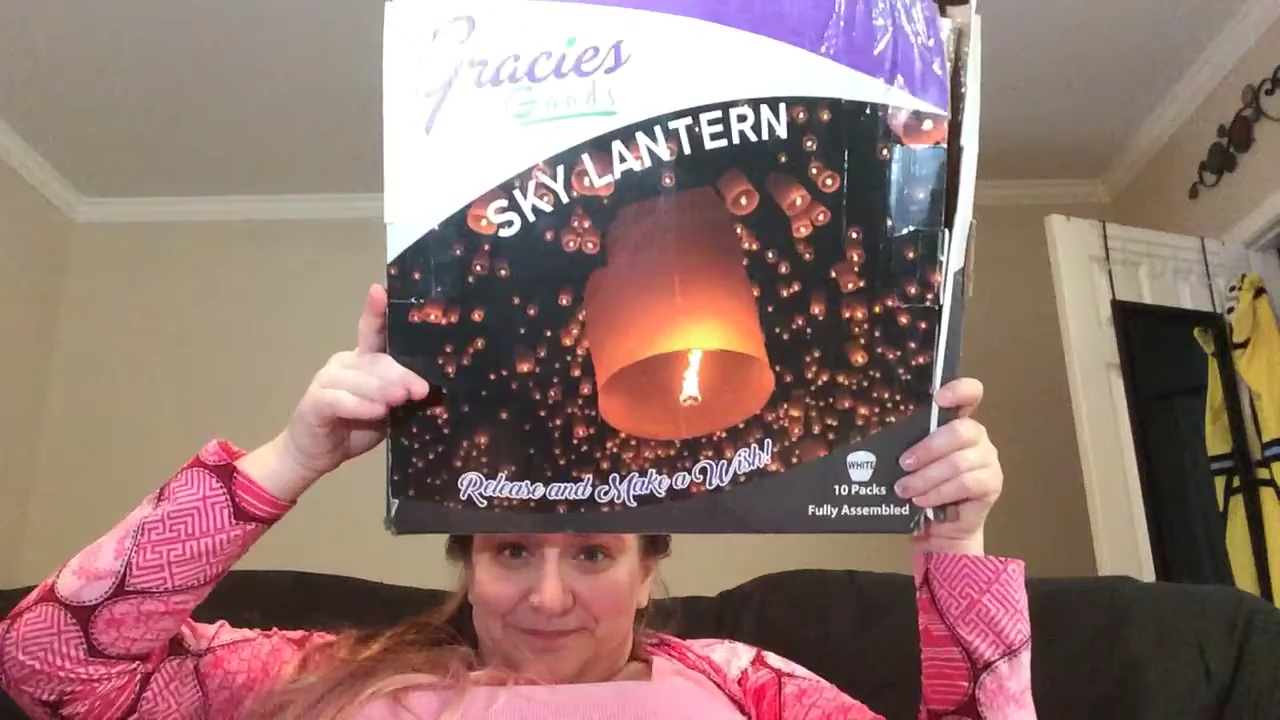 Gracies
Goods
SKY LANTERN
Release and Make a Wish!
WHITE
10 Packs
Fully Assembled